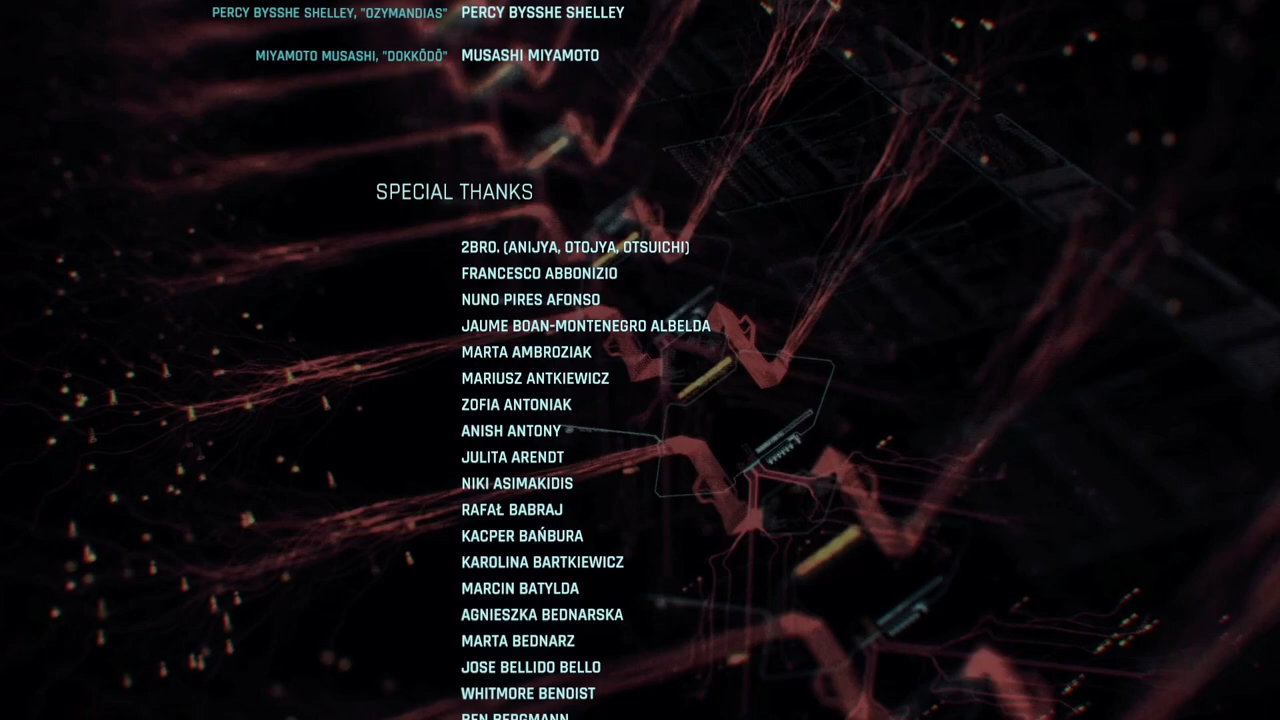 PERCY BYSSHE SHELLEY, "OZYMANDIAS" PERCY BYSSHE SHELLEY
MIYAMOTO MUSASHI, "DOKKŌDŌ" MUSASHI MIYAMOTO
SPECIAL THANKS
2BRO. (ANIJYA, OTOJYA, OTSUICHI)
FRANCESCO ABBONIZIO
NUNO PIRES AFONSO
JAUME BOAN-MONTENEGRO ALBELDA
MARTA AMBROZIAK
MARIUSZ ANTKIEWICZ
ZOFIA ANTONIAK
ANISH ANTONY
JULITA ARENDT
NIKI ASIMAKIDIS
RAFAŁ BABRAJ
KACPER BAŃBURA
KAROLINA BARTKIEWICZ
MARCIN BATYLDA
AGNIESZKA BEDNARSKA
MARTA BEDNARZ
JOSE BELLIDO BELLO
WHITMORE BENOIST
BEN BERGMANN